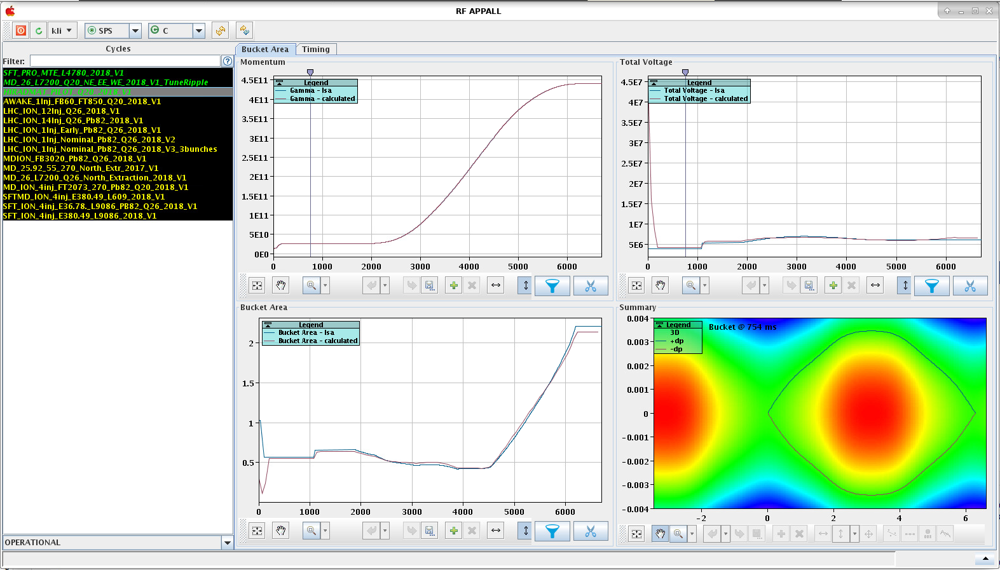 RF APPALL
kli
SPS
C
Cycles
Filter:
SFT_PRO_MTE_L4780_2018_V1
MD_26_L7200_Q20_NE_EE_WE_2018_V1_TuneRipple
HIRADMAT_PILOT_Q20_2018_V1
AWAKE_1Inj_FB60_FT850_Q20_2018_V1
LHC_ION_12Inj_Q26_2018_V1
LHC_ION_14Inj_Q26_Pb82_2018_V1
LHC_ION_1Inj_Early_Pb82_Q26_2018_V1
LHC_ION_1Inj_Nominal_Pb82_Q26_2018_V2
LHC_ION_1Inj_Nominal_Pb82_Q26_2018_V3_3bunches
MDION_FB3020_Pb82_Q26_2018_V1
MD_25.92_55_270_North_Extr_2017_V1
MD_26_L7200_Q26_North_Extraction_2018_V1
MD_ION_4inj_FT2073_270_Pb82_Q20_2018_V1
SFTMD_ION_4inj_E380.49_L609_2018_V1
SFT_ION_4inj_E36.78._L9086_PB82_Q26_2018_V1
SFT_ION_4inj_E380.49_L9086_2018_V1
OPERATIONAL
Bucket Area
Timing
Momentum
Legend
Gamma - lsa
Gamma - calculated
4.5E11
4E11
3.5E11
3E11
2.5E11
2E11
1.5E11
1E11
5E10
0E0
0 1000 2000 3000 4000 5000 6000
Total Voltage
Legend
Total Voltage - lsa
Total Voltage - calculated
4.5E7
4E7
3.5E7
3E7
2.5E7
2E7
1.5E7
1E7
5E6
0 1000 2000 3000 4000 5000 6000
Bucket Area
Legend
Bucket Area - lsa
Bucket Area - calculated
2
1.5
1
0.5
0 1000 2000 3000 4000 5000 6000
Summary
Legend
3D
+dp
-dp
Bucket @ 754 ms
0.004
0.003
0.002
0.001
0
-0.001
-0.002
-0.003
-0.004
-2 0 2 4 6